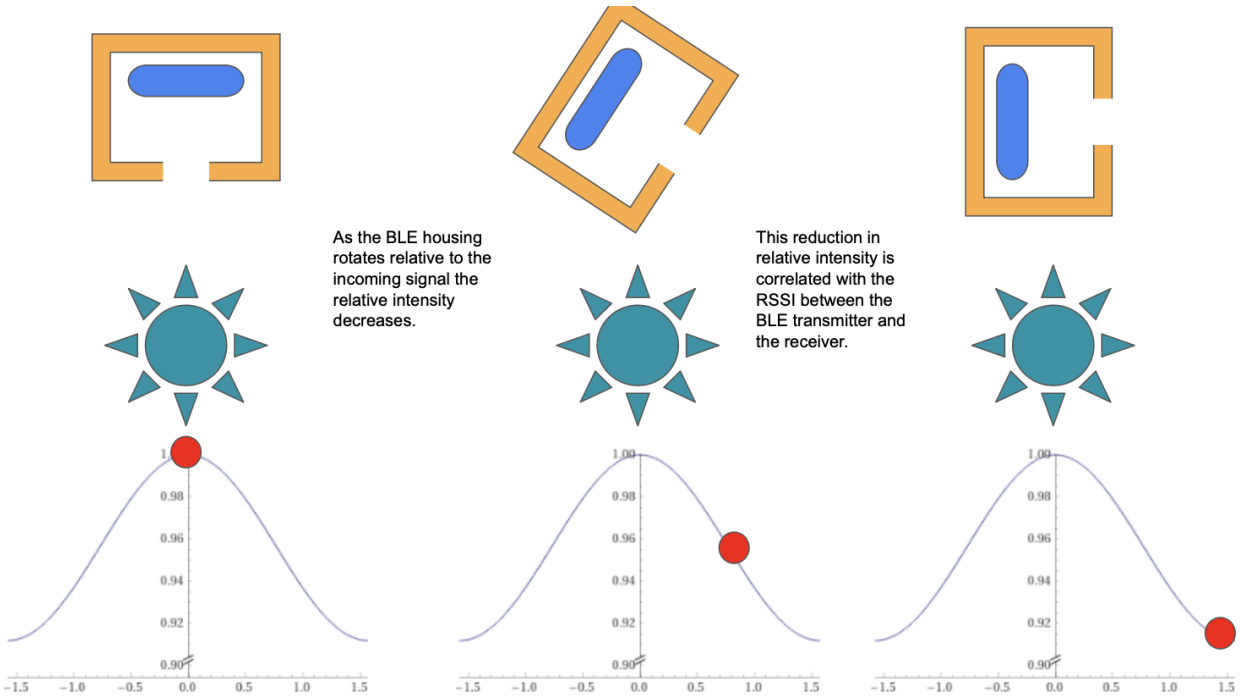 As the BLE housing
rotates relative to the
incoming signal the
relative intensity
decreases.
This reduction in
relative intensity is
correlated with the
RSSI between the
BLE transmitter and
the receiver.
1.00
0.98
0.96
0.94
0.92
0.90
-1.5 -1.0 -0.5 0.0 0.5 1.0 1.5
1.00
0.98
0.96
0.94
0.92
0.90
-1.5 -1.0 -0.5 0.0 0.5 1.0 1.5
1.00
0.98
0.96
0.94
0.92
0.90
-1.5 -1.0 -0.5 0.0 0.5 1.0 1.5